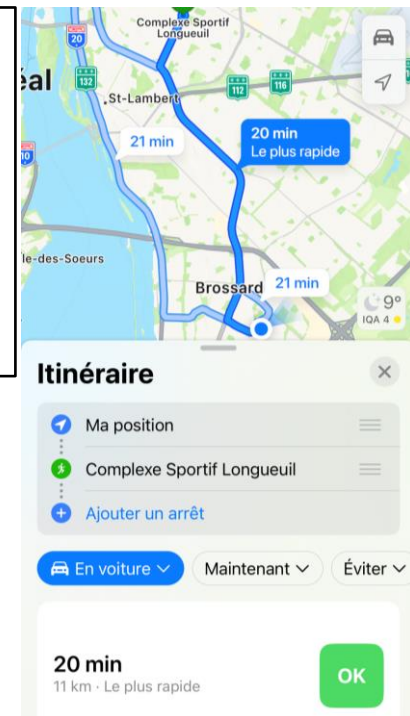 Complexe Sportif
Longueuil
20
132
éal
St-Lambert
112
116
21 min
20 min
Le plus rapide
10
le-des-Soeurs
Brossard
21 min
9°
IQA 4
Itinéraire
Ma position
Complexe Sportif Longueuil
Ajouter un arrêt
En voiture
Maintenant
Éviter
20 min
11 km · Le plus rapide
OK